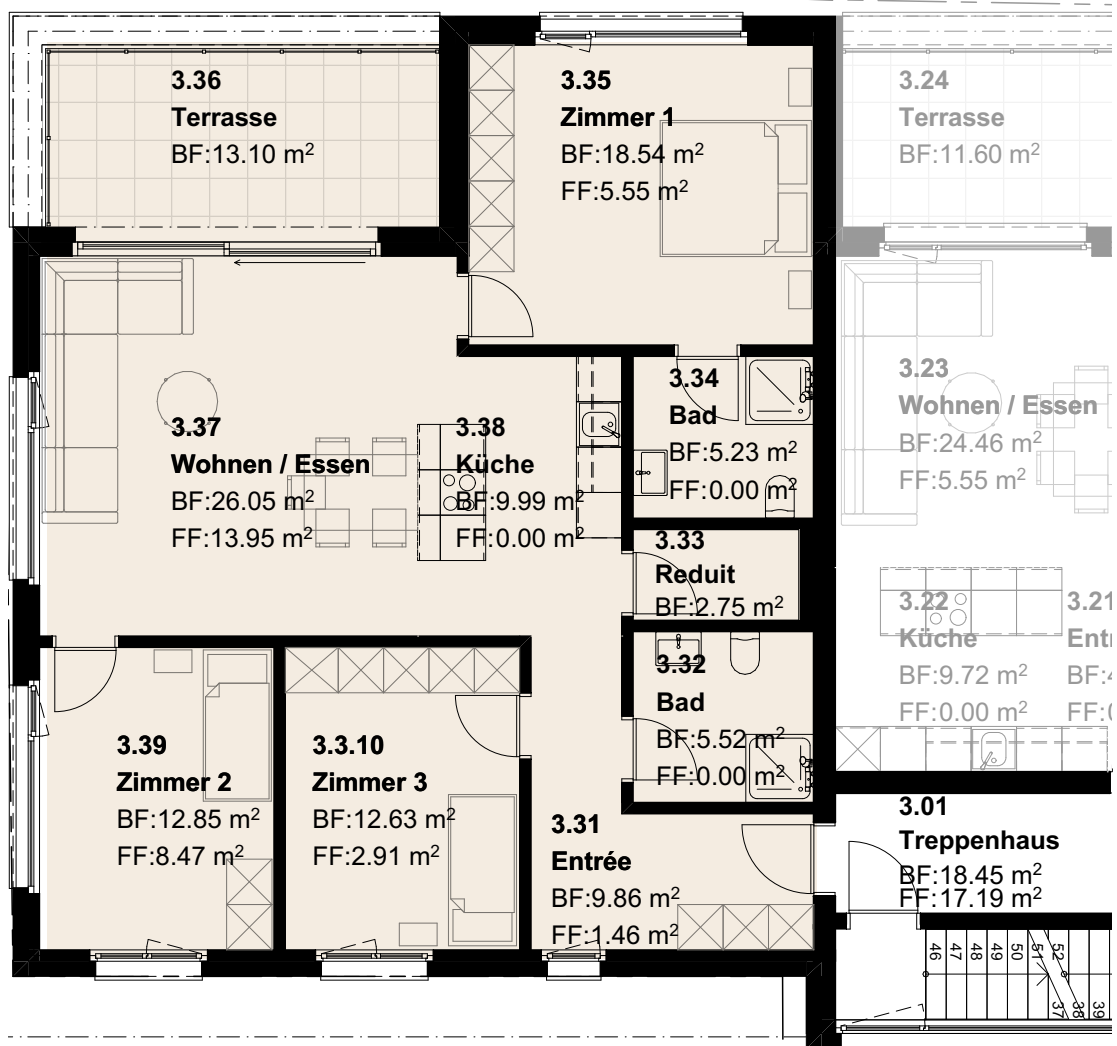 3.36
Terrasse
BF:13.10 m²
3.35
Zimmer 1
BF:18.54 m²
FF:5.55 m²
3.24
Terrasse
BF:11.60 m²
3.37
Wohnen / Essen
BF:26.05 m²
FF:13.95 m²
3.38
Küche
BF:9.99 m²
FF:0.00 m²
3.34
Bad
BF:5.23 m²
FF:0.00 m²
3.23
Wohnen / Essen
BF:24.46 m²
FF:5.55 m²
3.33
Reduit
BF:2.75 m²
3.32
Bad
BF:5.52 m²
FF:0.00 m²
3.22
Küche
BF:9.72 m²
FF:0.00 m²
3.21
Entr
BF:4
FF:0
3.39
Zimmer 2
BF:12.85 m²
FF:8.47 m²
3.3.10
Zimmer 3
BF:12.63 m²
FF:2.91 m²
3.31
Entrée
BF:9.86 m²
FF:1.46 m²
3.01
Treppenhaus
BF:18.45 m²
FF:17.19 m²
46
47
48
49
50
51
52
37
38
39